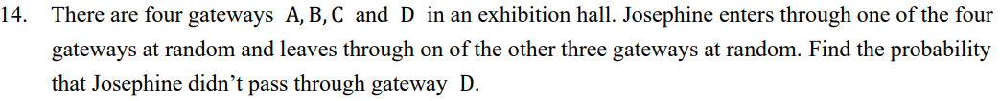 14. There are four gateways A, B, C and D in an exhibition hall. Josephine enters through one of the four
gateways at random and leaves through on of the other three gateways at random. Find the probability
that Josephine didn’t pass through gateway D.